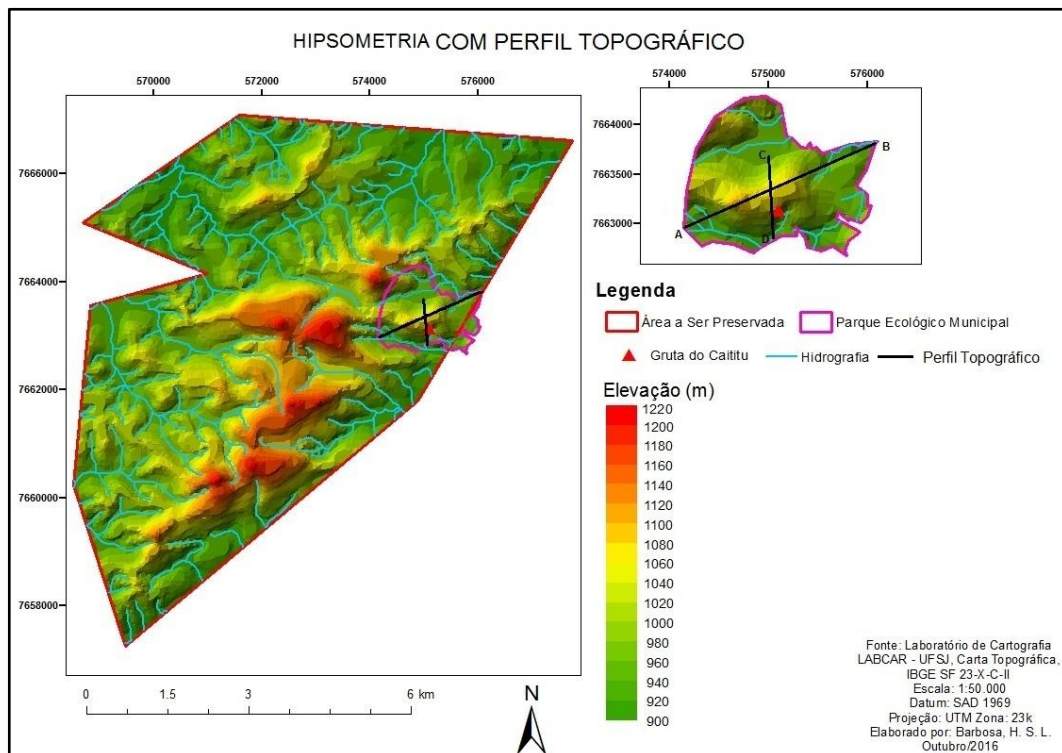 HIPSOMETRIA COM PERFIL TOPOGRÁFICO
570000 572000 574000 576000
7666000
7664000
7662000
7660000
7658000
0 1.5 3 6 km
N
574000 575000 576000
7664000
7663500
7663000
C
B
A
D
Legenda
Área a Ser Preservada Parque Ecológico Municipal
Gruta do Caititu Hidrografia Perfil Topográfico
Elevação (m)
1220
1200
1180
1160
1140
1120
1100
1080
1060
1040
1020
1000
980
960
940
920
900
Fonte: Laboratório de Cartografia
LABCAR - UFSJ, Carta Topográfica,
IBGE SF 23-X-C-II
Escala: 1:50.000
Datum: SAD 1969
Projeção: UTM Zona: 23k
Elaborado por: Barbosa, H. S. L.
Outubro/2016